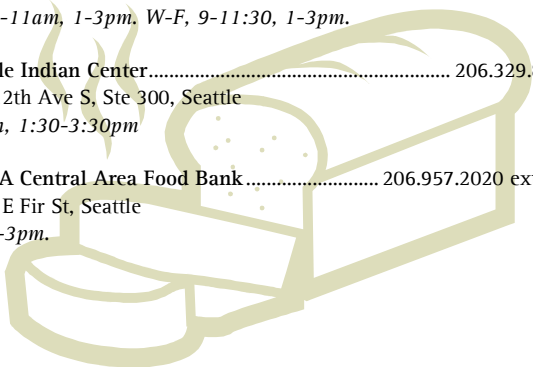 -11am, 1-3pm. W-F, 9-11:30, 1-3pm.
le Indian Center.......................................................... 206.329.
2th Ave S, Ste 300, Seattle
, 1:30-3:30pm
A Central Area Food Bank.......................... 206.957.2020 ext
E Fir St, Seattle
-3pm.